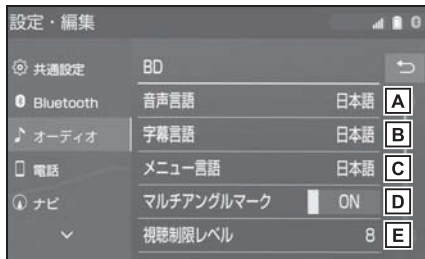 設定・編集
0
共通設定
BD
Bluetooth
音声言語 日本語 A
オーディオ
字幕言語 日本語 B
電話
メニュー言語 日本語 C
ナビ
マルチアングルマーク ON D
視聴制限レベル 8 E